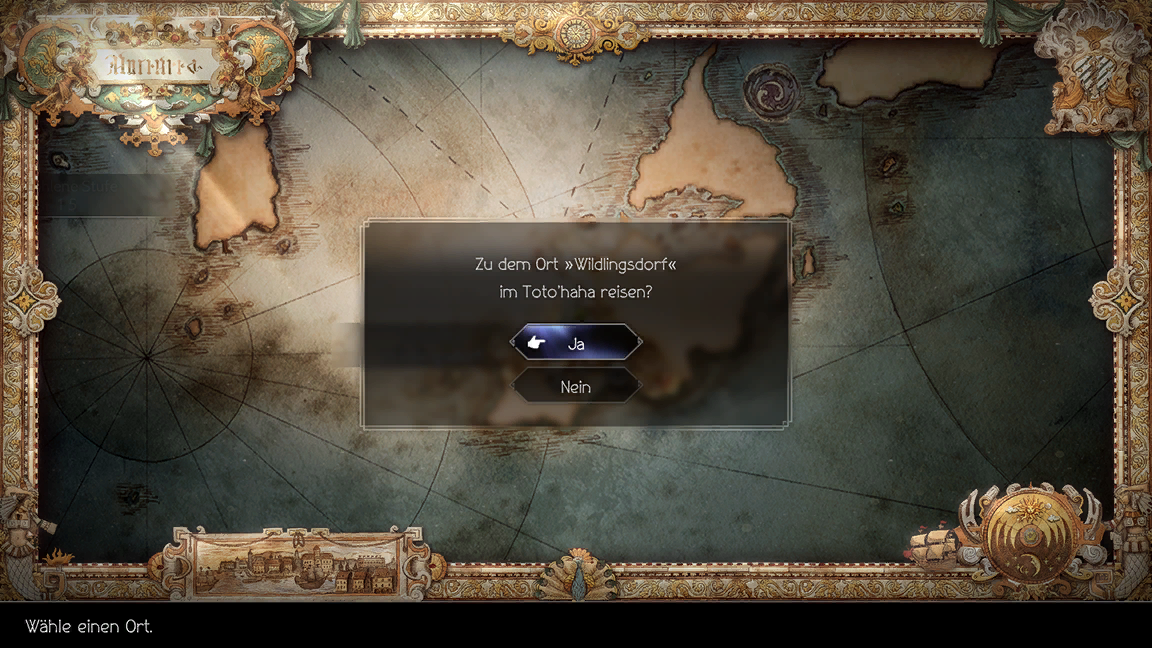 Zu dem Ort »Wildlingsdorf«
im Toto'haha reisen?
Ja
Nein
Wähle einen Ort.